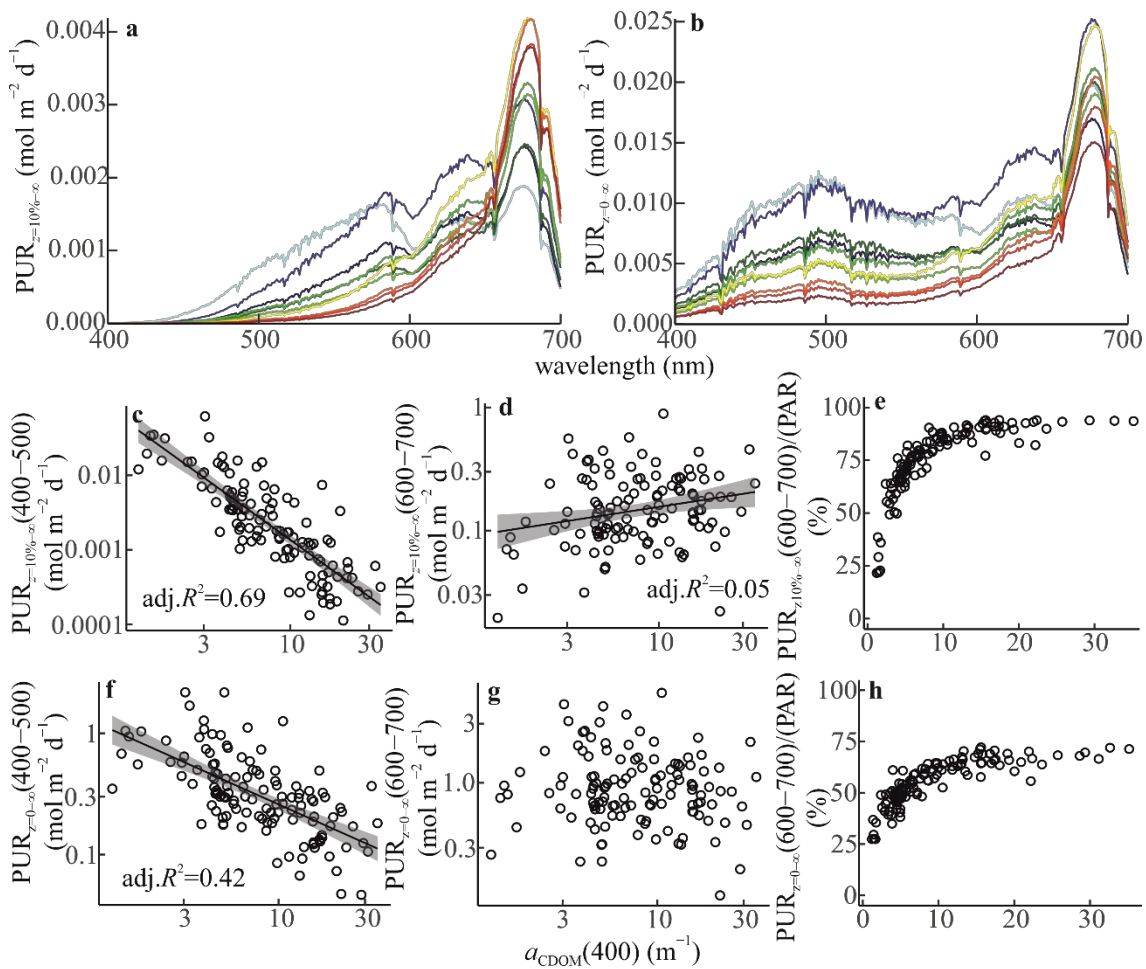 a
PUR_z=10%–∞ (mol m⁻² d⁻¹)
0.004
0.003
0.002
0.001
0.000
400 500 600 700
b
PUR_z=0–∞ (mol m⁻² d⁻¹)
0.025
0.020
0.015
0.010
0.005
0.000
400 500 600 700
wavelength (nm)
c
PUR_z=10%–∞(400–500)
(mol m⁻² d⁻¹)
0.01
0.001
0.0001
adj.R²=0.69
3 10 30
d
PUR_z=10%–∞(600–700)
(mol m⁻² d⁻¹)
1
0.3
0.1
0.03
adj.R²=0.05
3 10 30
e
PUR_z10%–∞(600–700)/(PAR)
(%)
100
75
50
25
0
0 10 20 30
f
PUR_z=0–∞(400–500)
(mol m⁻² d⁻¹)
1
0.3
0.1
adj.R²=0.42
3 10 30
g
PUR_z=0–∞(600–700)
(mol m⁻² d⁻¹)
3
1.0
0.3
3 10 30
h
PUR_z=0–∞(600–700)/(PAR)
(%)
100
75
50
25
0
0 10 20 30
a_CDOM(400) (m⁻¹)